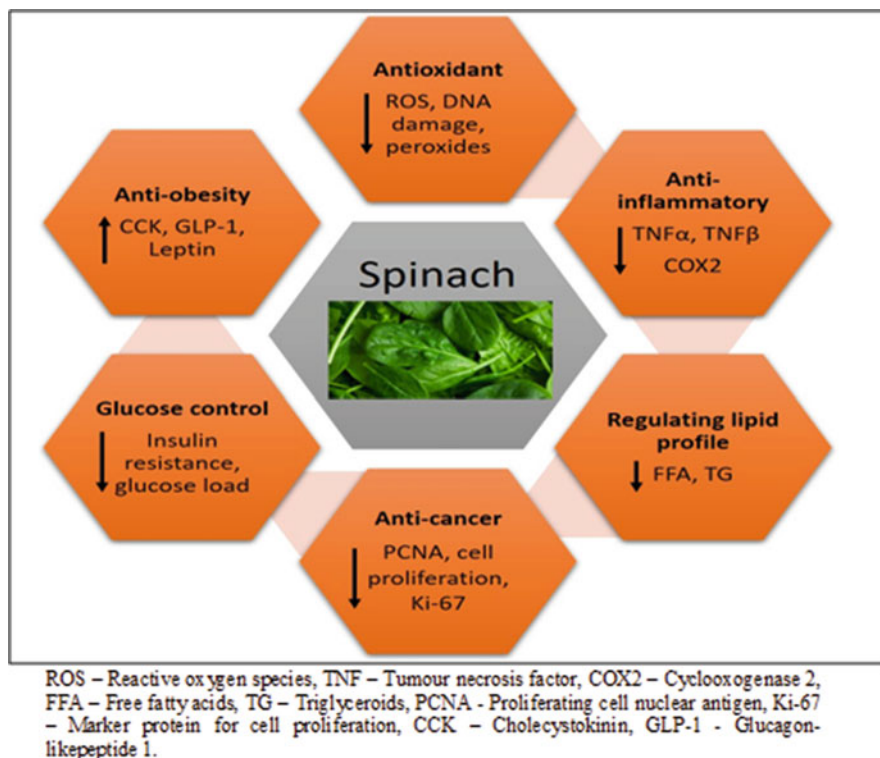 Antioxidant
ROS, DNA
damage,
peroxides
Anti-
inflammatory
TNFα, TNFβ
COX2
Regulating lipid
profile
FFA, TG
Anti-cancer
PCNA, cell
proliferation,
Ki-67
Glucose control
Insulin
resistance,
glucose load
Anti-obesity
CCK, GLP-1,
Leptin
Spinach
ROS – Reactive oxygen species, TNF – Tumour necrosis factor, COX2 – Cyclooxogenase 2,
FFA – Free fatty acids, TG – Triglyceroids, PCNA - Proliferating cell nuclear antigen, Ki-67
– Marker protein for cell proliferation, CCK – Cholecystokinin, GLP-1 - Glucagon-
likepeptide 1.